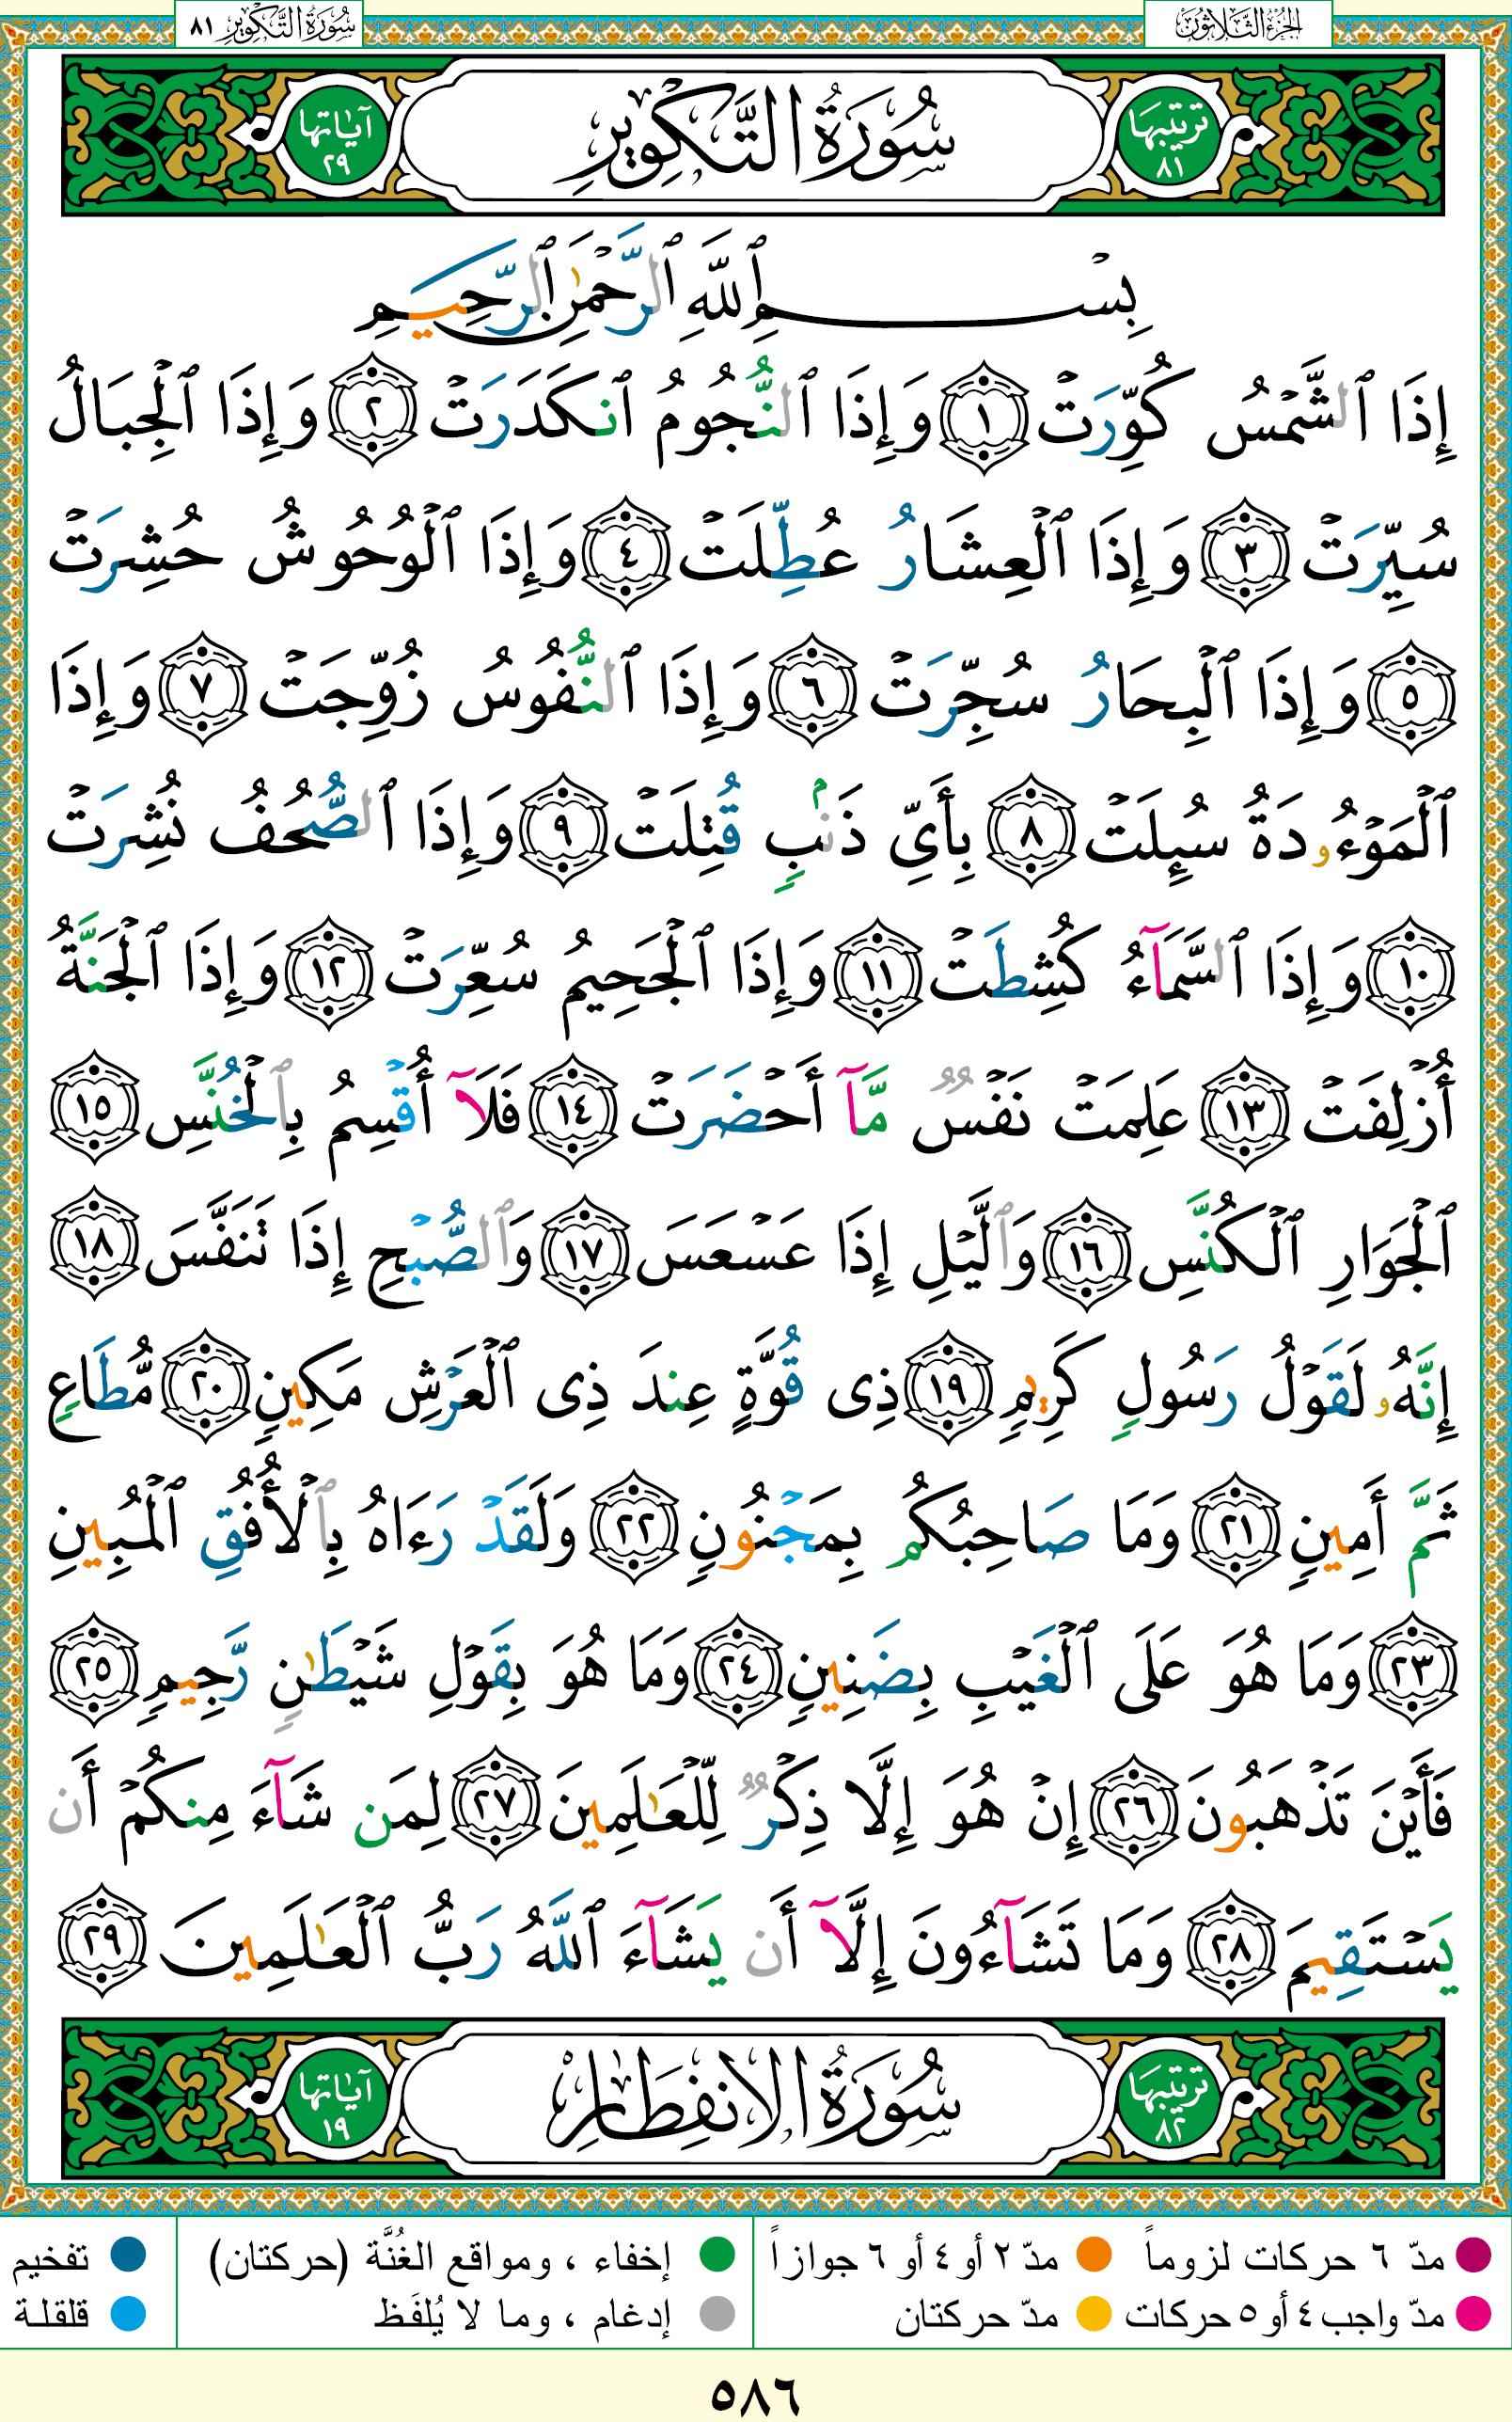 الجزء الثلاثون
سورة التكوير ٨١
ترتيبها ٨١
سُورَةُ التَّكْوِيرِ
آياتها ٢٩
بِسْمِ ٱللَّهِ ٱلرَّحْمَٰنِ ٱلرَّحِيمِ
إِذَا ٱلشَّمْسُ كُوِّرَتْ ١ وَإِذَا ٱلنُّجُومُ ٱنكَدَرَتْ ٢ وَإِذَا ٱلْجِبَالُ
سُيِّرَتْ ٣ وَإِذَا ٱلْعِشَارُ عُطِّلَتْ ٤ وَإِذَا ٱلْوُحُوشُ حُشِرَتْ
٥ وَإِذَا ٱلْبِحَارُ سُجِّرَتْ ٦ وَإِذَا ٱلنُّفُوسُ زُوِّجَتْ ٧ وَإِذَا
ٱلْمَوْءُۥدَةُ سُئِلَتْ ٨ بِأَىِّ ذَنۢبٍ قُتِلَتْ ٩ وَإِذَا ٱلصُّحُفُ نُشِرَتْ
١٠ وَإِذَا ٱلسَّمَآءُ كُشِطَتْ ١١ وَإِذَا ٱلْجَحِيمُ سُعِّرَتْ ١٢ وَإِذَا ٱلْجَنَّةُ
أُزْلِفَتْ ١٣ عَلِمَتْ نَفْسٌ مَّآ أَحْضَرَتْ ١٤ فَلَآ أُقْسِمُ بِٱلْخُنَّسِ ١٥
ٱلْجَوَارِ ٱلْكُنَّسِ ١٦ وَٱلَّيْلِ إِذَا عَسْعَسَ ١٧ وَٱلصُّبْحِ إِذَا تَنَفَّسَ ١٨
إِنَّهُۥ لَقَوْلُ رَسُولٍ كَرِيمٍ ١٩ ذِى قُوَّةٍ عِندَ ذِى ٱلْعَرْشِ مَكِينٍ ٢٠ مُّطَاعٍ
ثَمَّ أَمِينٍ ٢١ وَمَا صَاحِبُكُم بِمَجْنُونٍ ٢٢ وَلَقَدْ رَءَاهُ بِٱلْأُفُقِ ٱلْمُبِينِ
٢٣ وَمَا هُوَ عَلَى ٱلْغَيْبِ بِضَنِينٍ ٢٤ وَمَا هُوَ بِقَوْلِ شَيْطَٰنٍ رَّجِيمٍ ٢٥
فَأَيْنَ تَذْهَبُونَ ٢٦ إِنْ هُوَ إِلَّا ذِكْرٌ لِّلْعَٰلَمِينَ ٢٧ لِمَن شَآءَ مِنكُمْ أَن
يَسْتَقِيمَ ٢٨ وَمَا تَشَآءُونَ إِلَّآ أَن يَشَآءَ ٱللَّهُ رَبُّ ٱلْعَٰلَمِينَ ٢٩
ترتيبها ٨٢
سُورَةُ الانفِطَارِ
آياتها ١٩
مدّ ٦ حركات لزوماً
مدّ ٢ أو ٤ أو ٦ جوازاً
إخفاء ، ومواقع الغُنَّة (حركتان)
تفخيم
مدّ واجب ٤ أو ٥ حركات
مدّ حركتان
إدغام ، وما لا يُلفَظ
قلقلة
٥٨٦